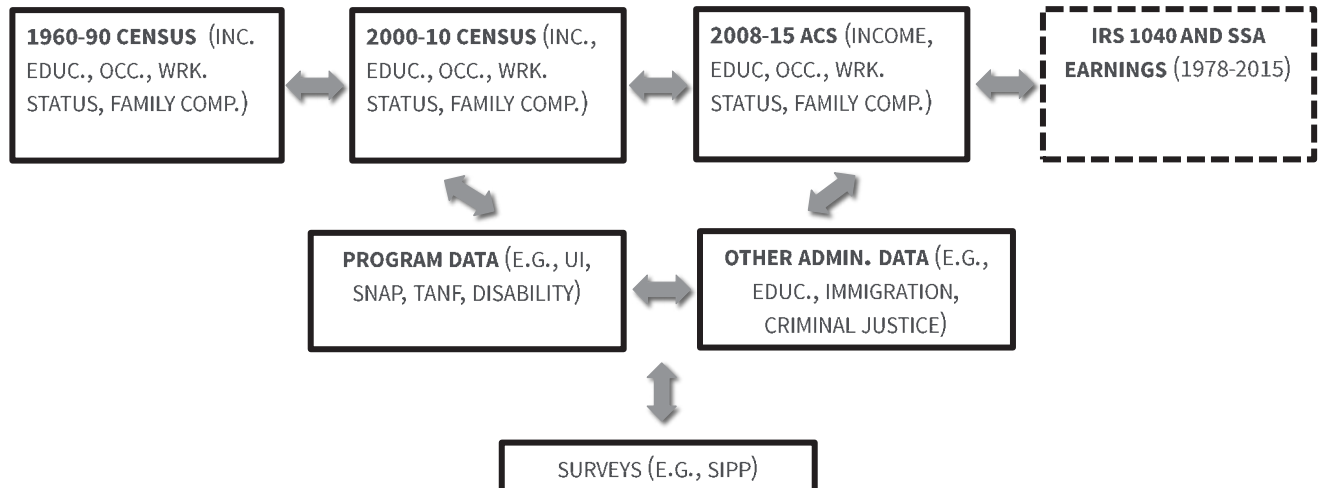 1960-90 CENSUS (INC.
EDUC., OCC., WRK.
STATUS, FAMILY COMP.)
2000-10 CENSUS (INC.,
EDUC., OCC., WRK.
STATUS, FAMILY COMP.)
2008-15 ACS (INCOME,
EDUC, OCC., WRK.
STATUS, FAMILY COMP.)
IRS 1040 AND SSA
EARNINGS (1978-2015)
PROGRAM DATA (E.G., UI,
SNAP, TANF, DISABILITY)
OTHER ADMIN. DATA (E.G.,
EDUC., IMMIGRATION,
CRIMINAL JUSTICE)
SURVEYS (E.G., SIPP)